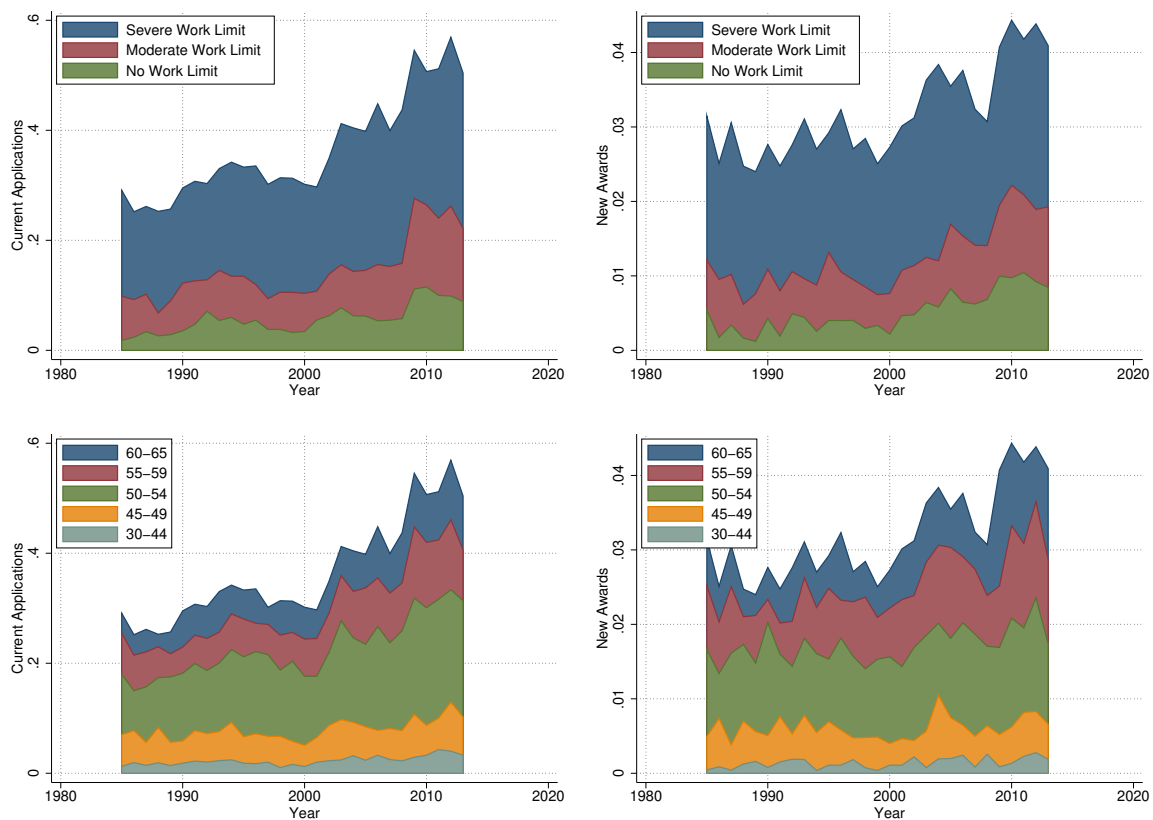 Severe Work Limit
Moderate Work Limit
No Work Limit
Current Applications
0 .2 .4 .6
1980 1990 2000 2010 2020
Year
Severe Work Limit
Moderate Work Limit
No Work Limit
New Awards
0 .01 .02 .03 .04
1980 1990 2000 2010 2020
Year
60–65
55–59
50–54
45–49
30–44
Current Applications
0 .2 .4 .6
1980 1990 2000 2010 2020
Year
60–65
55–59
50–54
45–49
30–44
New Awards
0 .01 .02 .03 .04
1980 1990 2000 2010 2020
Year